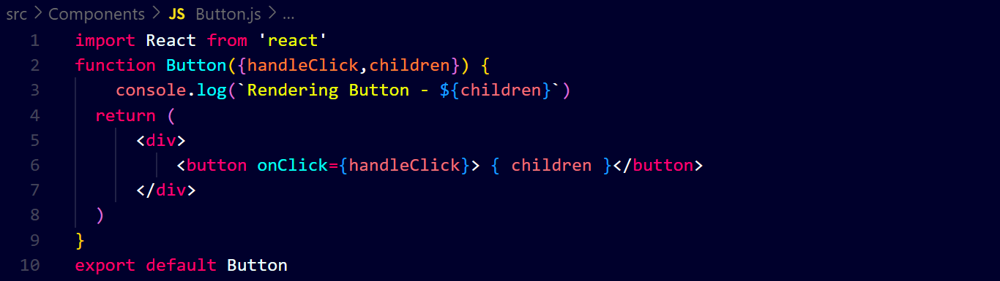 src > Components > JS Button.js > ...
1 import React from 'react'
2 function Button({handleClick,children}) {
3     console.log(`Rendering Button - ${children}`)
4   return (
5       <div>
6           <button onClick={handleClick}> { children }</button>
7       </div>
8   )
9 }
10 export default Button